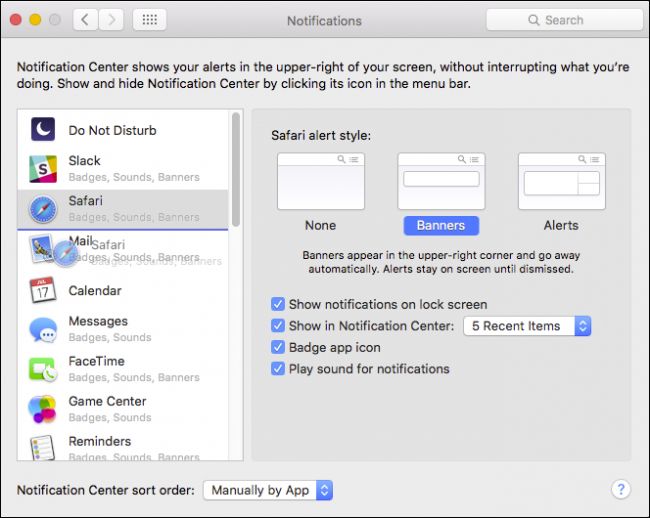 Notifications
Search
Notification Center shows your alerts in the upper-right of your screen, without interrupting what you're
doing. Show and hide Notification Center by clicking its icon in the menu bar.
Do Not Disturb
Slack
Badges, Sounds, Banners
Safari
Badges, Sounds, Banners
Mail
Badges, Sounds, Banners
Safari
Badges, Sounds, Banners
JUL
17
Calendar
Messages
Badges, Sounds
FaceTime
Badges, Sounds, Banners
Game Center
Badges, Sounds, Banners
Reminders
Badges, Sounds, Banners
Safari alert style:
None
Banners
Alerts
Banners appear in the upper-right corner and go away
automatically. Alerts stay on screen until dismissed.
Show notifications on lock screen
Show in Notification Center: 5 Recent Items
Badge app icon
Play sound for notifications
Notification Center sort order: Manually by App
?